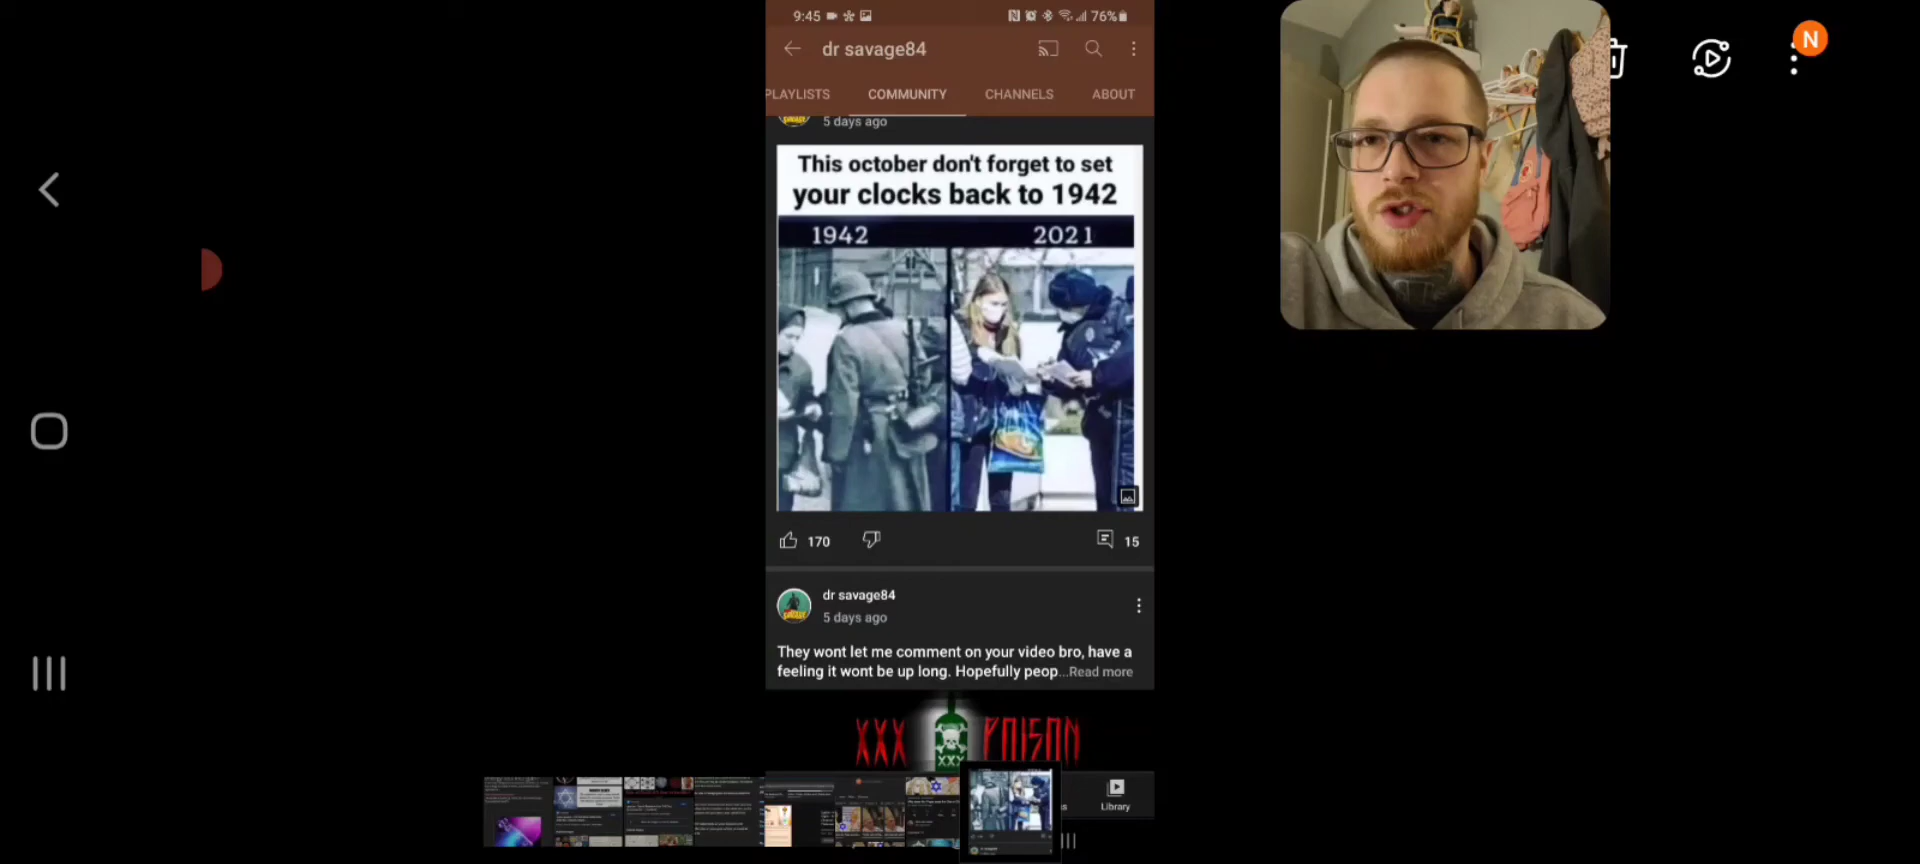 9:45
76%
dr savage84
PLAYLISTS
COMMUNITY
CHANNELS
ABOUT
5 days ago
This october don't forget to set
your clocks back to 1942
1942
2021
170
15
dr savage84
5 days ago
They wont let me comment on your video bro, have a
feeling it wont be up long. Hopefully peop...Read more
XXX
XXX
POISON
Library
N